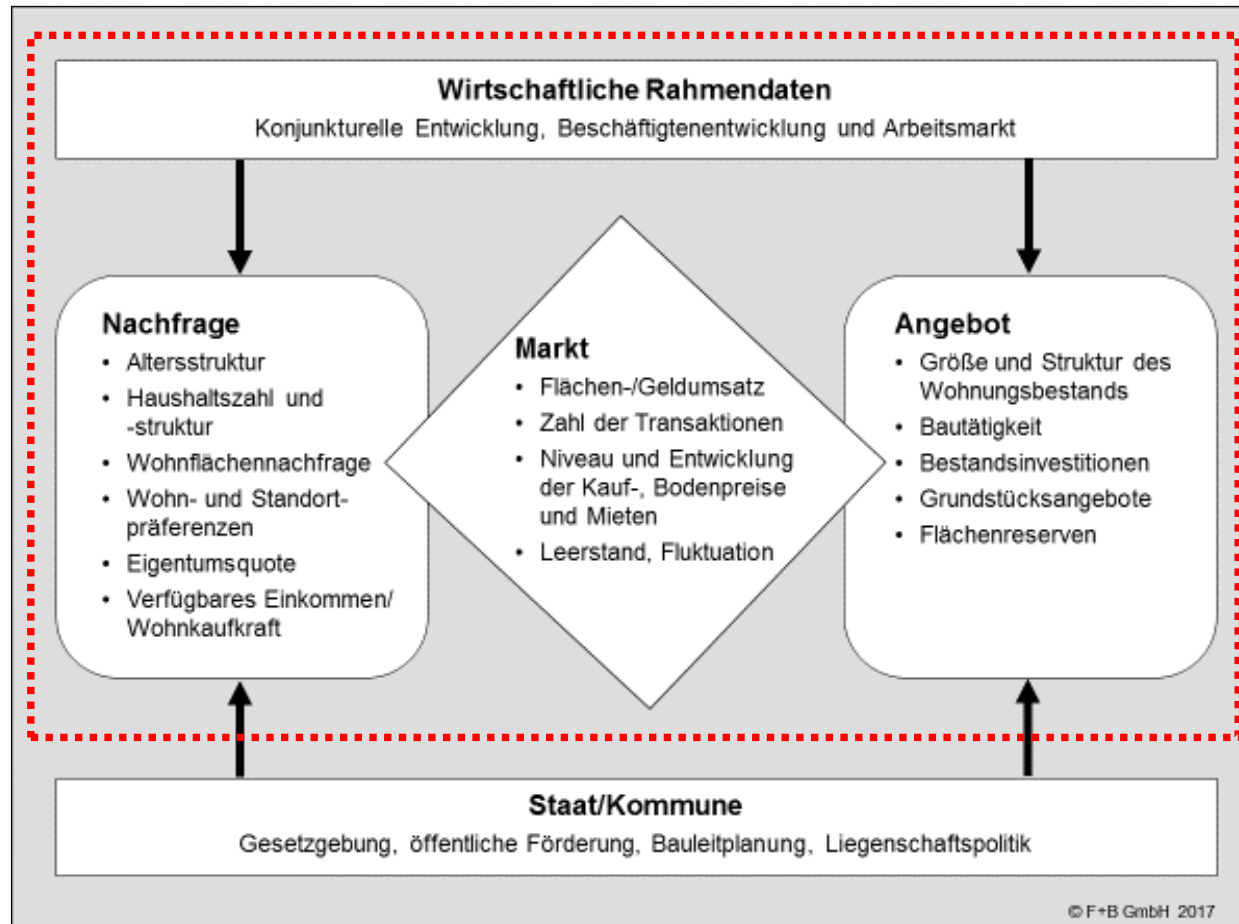 Wirtschaftliche Rahmendaten
Konjunkturelle Entwicklung, Beschäftigtenentwicklung und Arbeitsmarkt
Nachfrage
• Altersstruktur
• Haushaltszahl und
-struktur
• Wohnflächennachfrage
• Wohn- und Standort-
präferenzen
• Eigentumsquote
• Verfügbares Einkommen/
Wohnkaufkraft
Markt
• Flächen-/Geldumsatz
• Zahl der Transaktionen
• Niveau und Entwicklung
der Kauf-, Bodenpreise
und Mieten
• Leerstand, Fluktuation
Angebot
• Größe und Struktur des
Wohnungsbestands
• Bautätigkeit
• Bestandsinvestitionen
• Grundstücksangebote
• Flächenreserven
Staat/Kommune
Gesetzgebung, öffentliche Förderung, Bauleitplanung, Liegenschaftspolitik
© F+B GmbH 2017